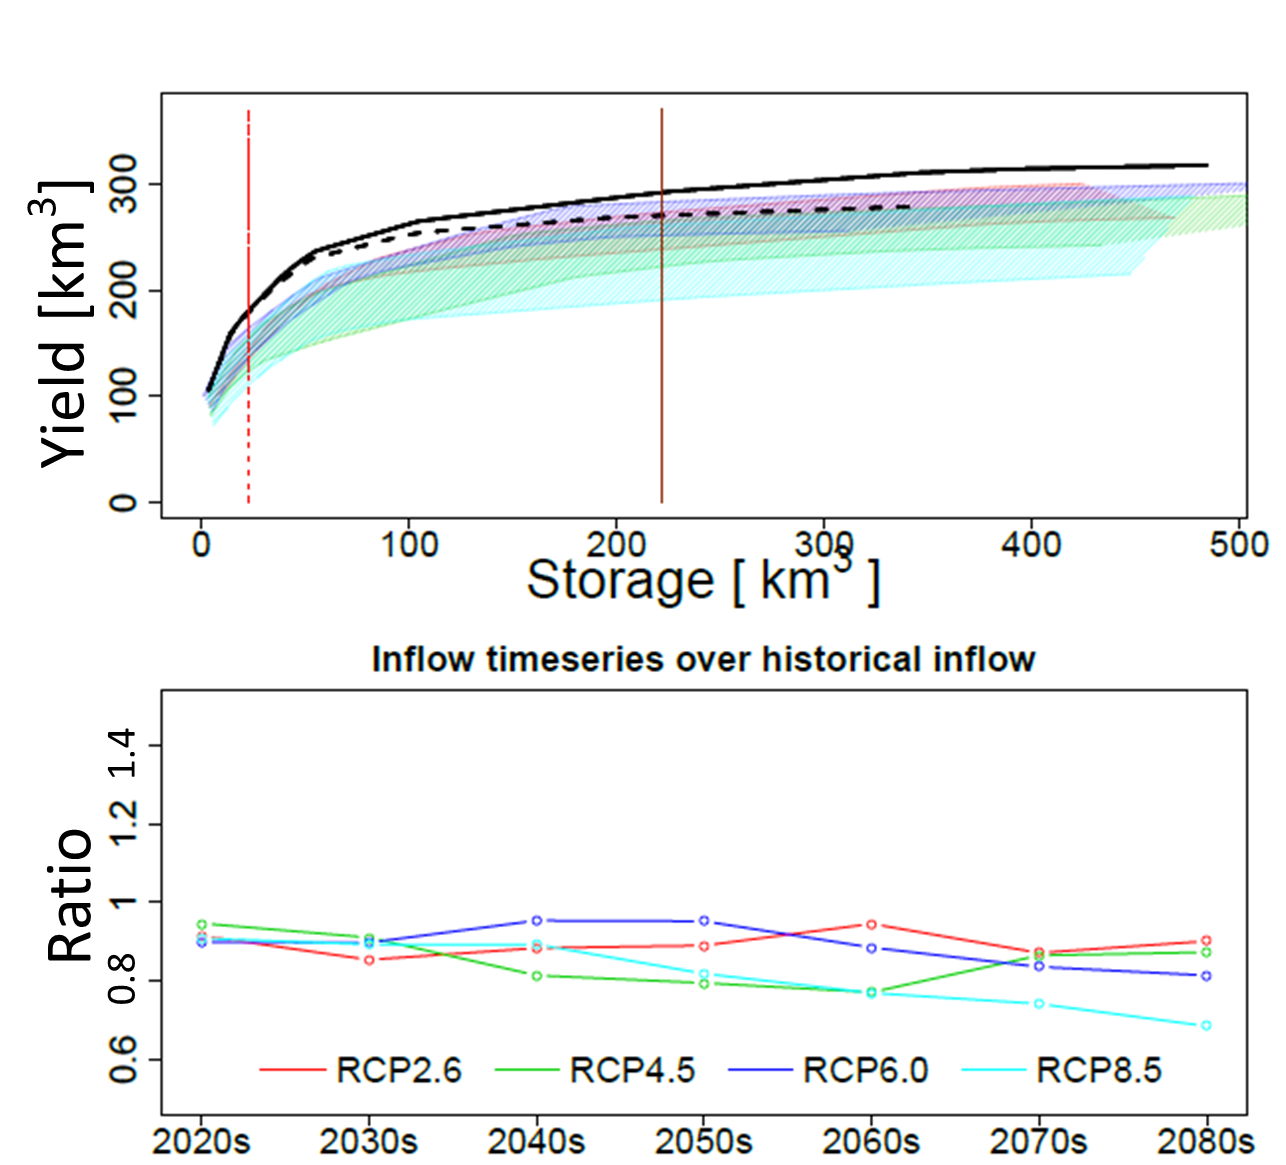 Yield [km³]
300
200
100
0
0 100 200 300 400 500
Storage [ km³ ]
Inflow timeseries over historical inflow
Ratio
1.4
1.2
1
0.8
0.6
RCP2.6 RCP4.5 RCP6.0 RCP8.5
2020s 2030s 2040s 2050s 2060s 2070s 2080s